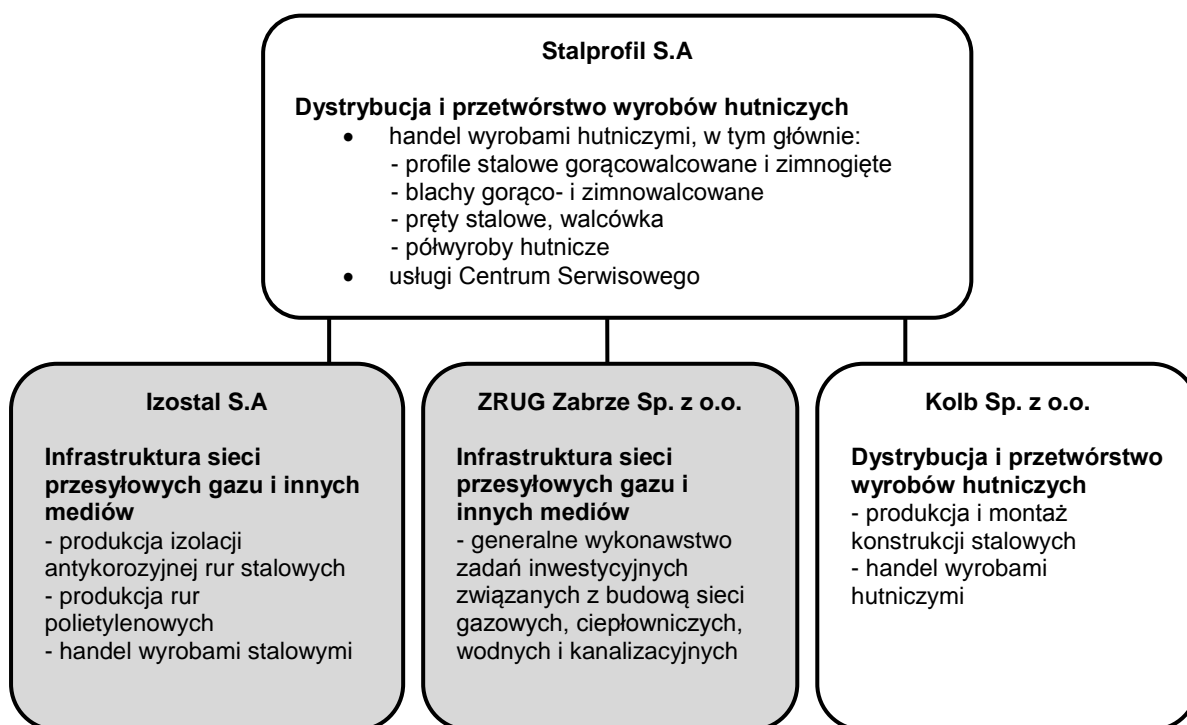 Stalprofil S.A
Dystrybucja i przetwórstwo wyrobów hutniczych
• handel wyrobami hutniczymi, w tym głównie:
- profile stalowe gorącowalcowane i zimnogięte
- blachy gorąco- i zimnowalcowane
- pręty stalowe, walcówka
- półwyroby hutnicze
• usługi Centrum Serwisowego
Izostal S.A
Infrastruktura sieci
przesyłowych gazu i innych
mediów
- produkcja izolacji
antykorozyjnej rur stalowych
- produkcja rur
polietylenowych
- handel wyrobami stalowymi
ZRUG Zabrze Sp. z o.o.
Infrastruktura sieci
przesyłowych gazu i
innych mediów
- generalne wykonawstwo
zadań inwestycyjnych
związanych z budową sieci
gazowych, ciepłowniczych,
wodnych i kanalizacyjnych
Kolb Sp. z o.o.
Dystrybucja i przetwórstwo
wyrobów hutniczych
- produkcja i montaż
konstrukcji stalowych
- handel wyrobami
hutniczymi